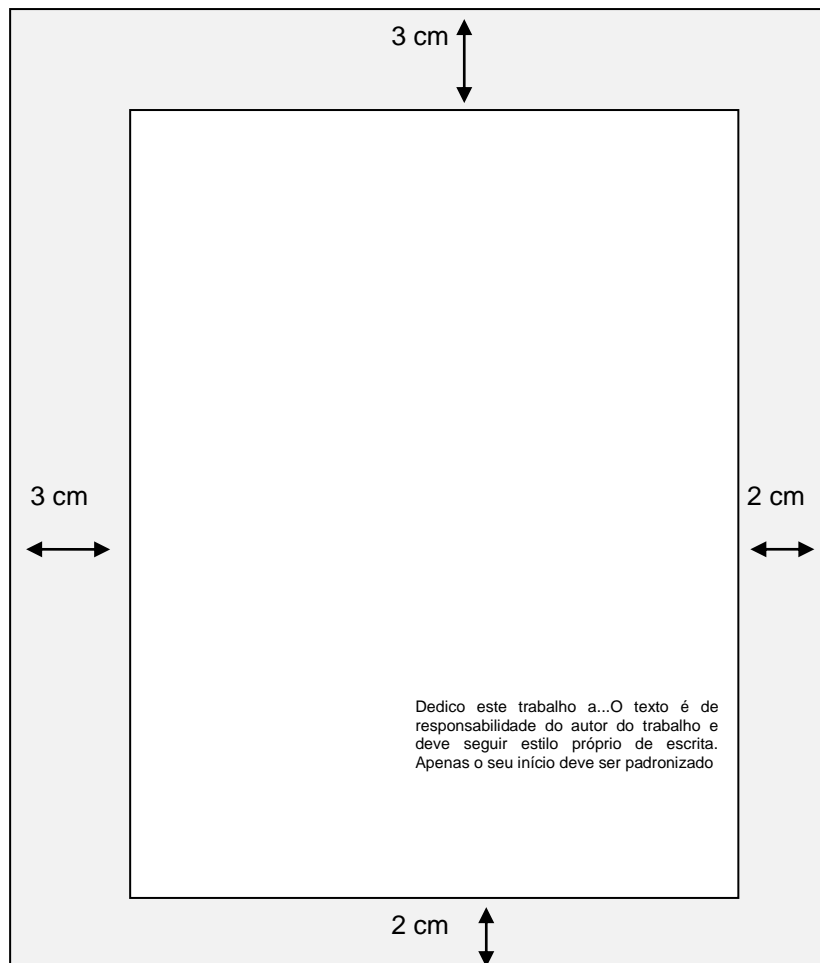 3 cm
3 cm
2 cm
Dedico este trabalho a...O texto é de
responsabilidade do autor do trabalho e
deve seguir estilo próprio de escrita.
Apenas o seu início deve ser padronizado
2 cm